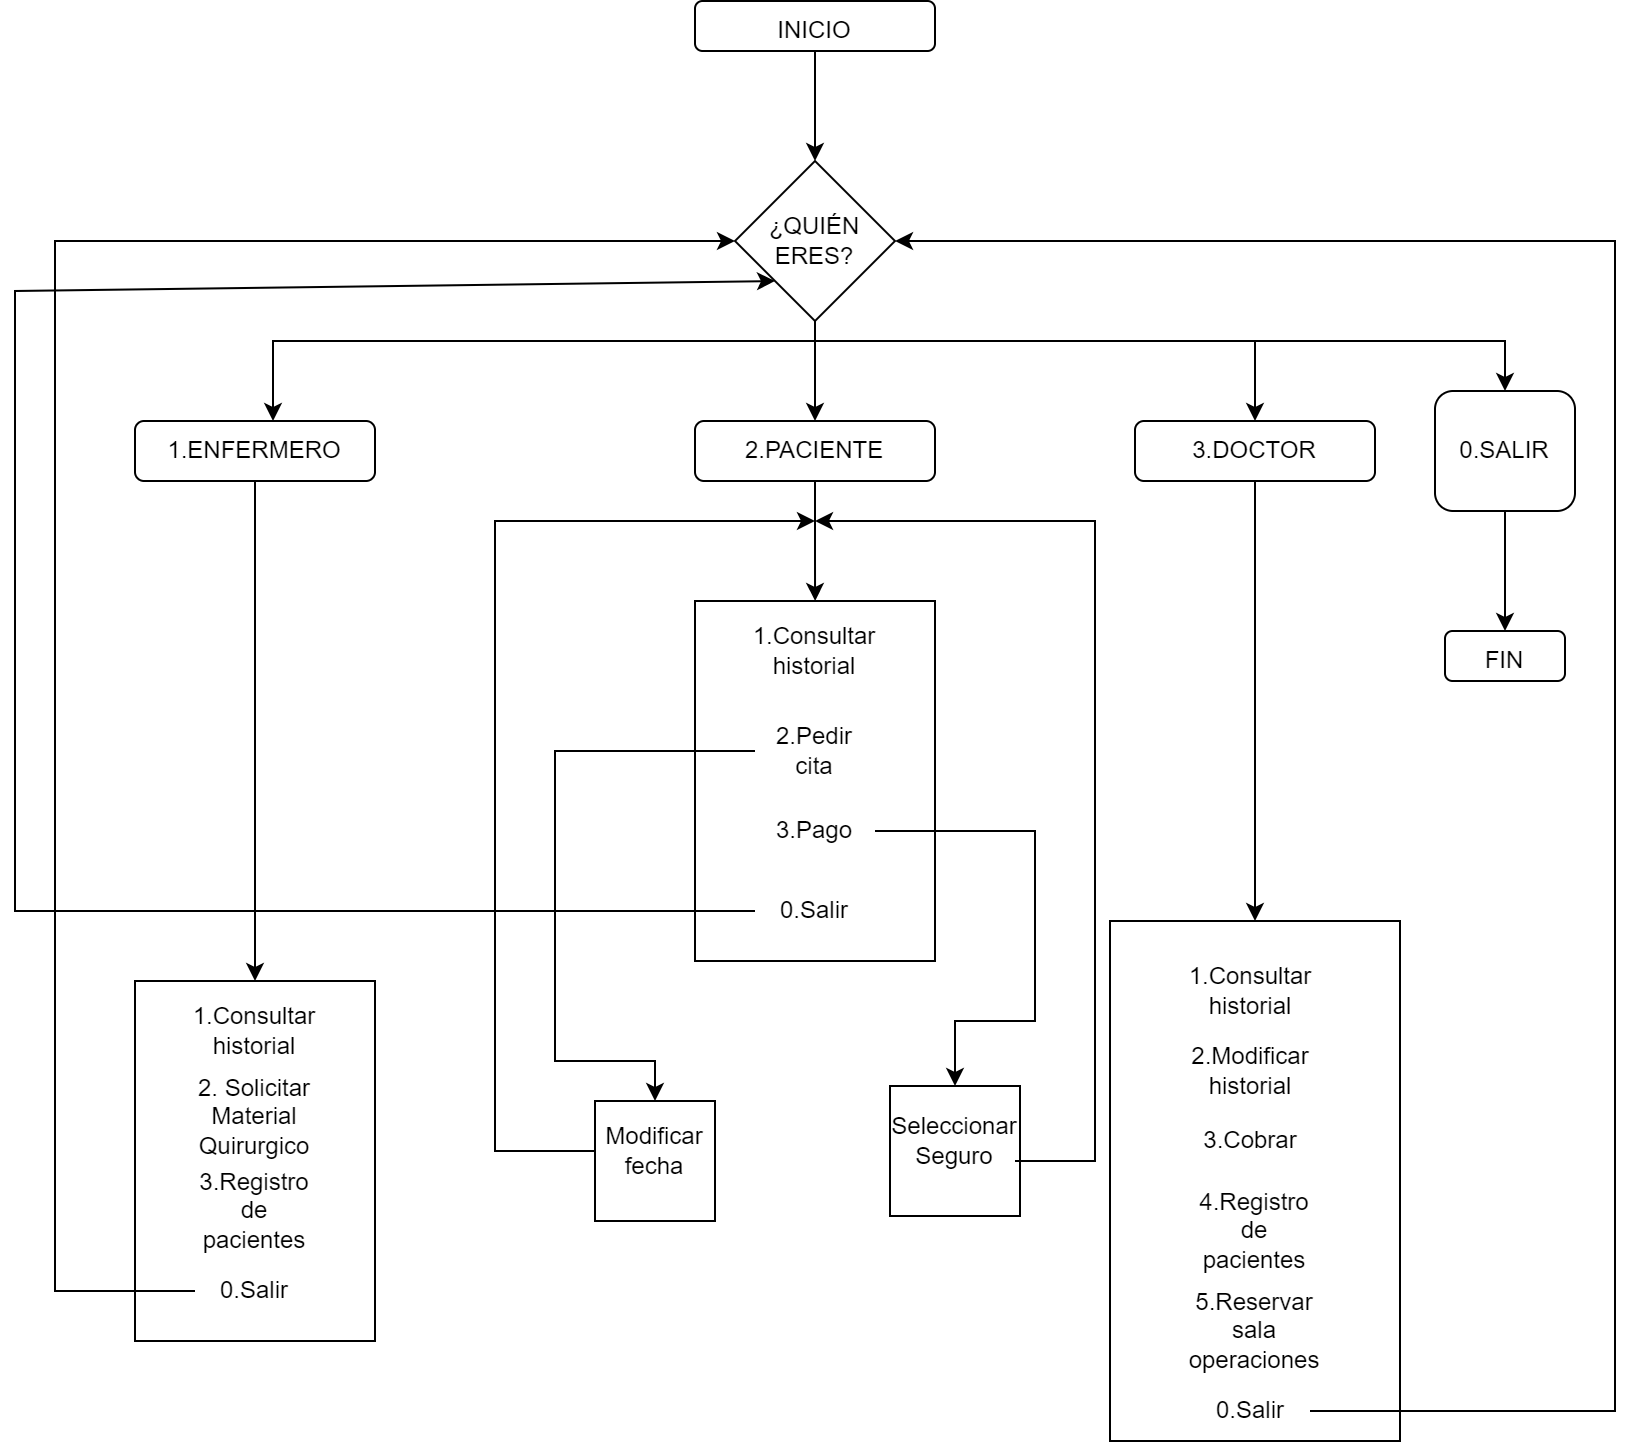 INICIO
¿QUIÉN
ERES?
1.ENFERMERO
2.PACIENTE
3.DOCTOR
0.SALIR
FIN
1.Consultar
historial
2.Pedir
cita
3.Pago
0.Salir
1.Consultar
historial
2. Solicitar
Material
Quirurgico
3.Registro
de
pacientes
0.Salir
Modificar
fecha
Seleccionar
Seguro
1.Consultar
historial
2.Modificar
historial
3.Cobrar
4.Registro
de
pacientes
5.Reservar
sala
operaciones
0.Salir